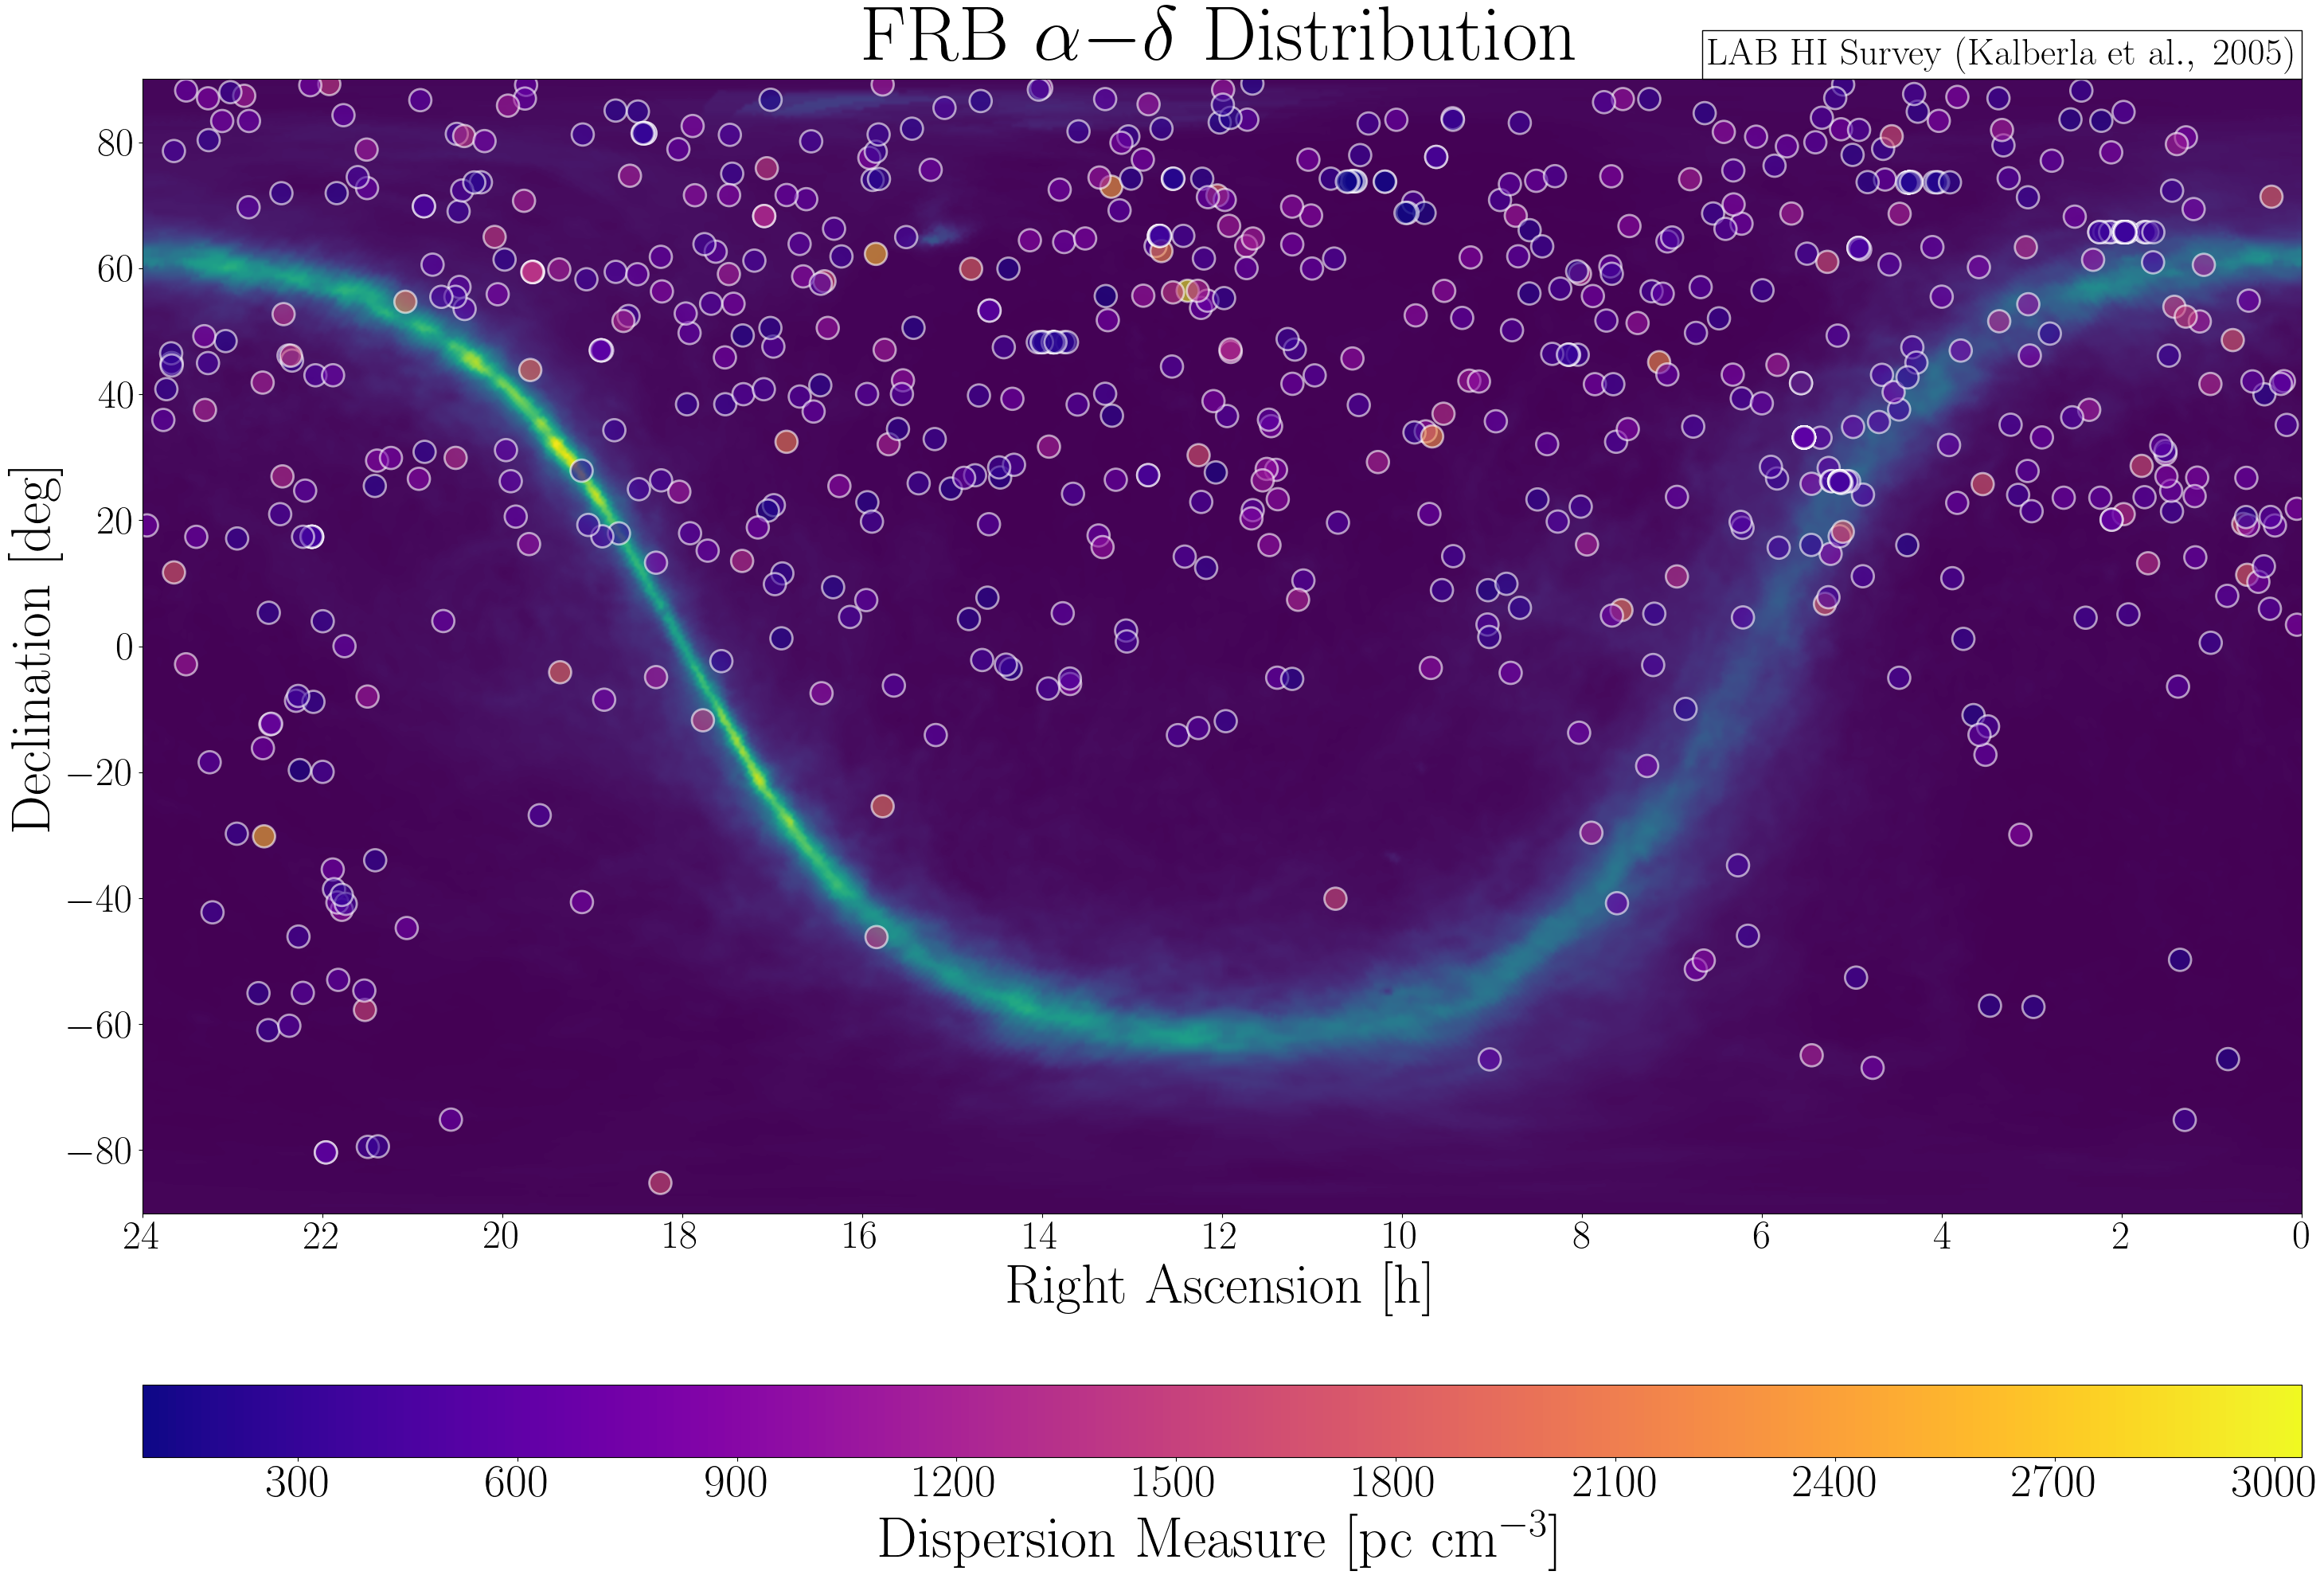 FRB α−δ Distribution
LAB HI Survey (Kalberla et al., 2005)
80
60
40
20
0
−20
−40
−60
−80
Declination [deg]
24 22 20 18 16 14 12 10 8 6 4 2 0
Right Ascension [h]
300 600 900 1200 1500 1800 2100 2400 2700 3000
Dispersion Measure [pc cm⁻³]